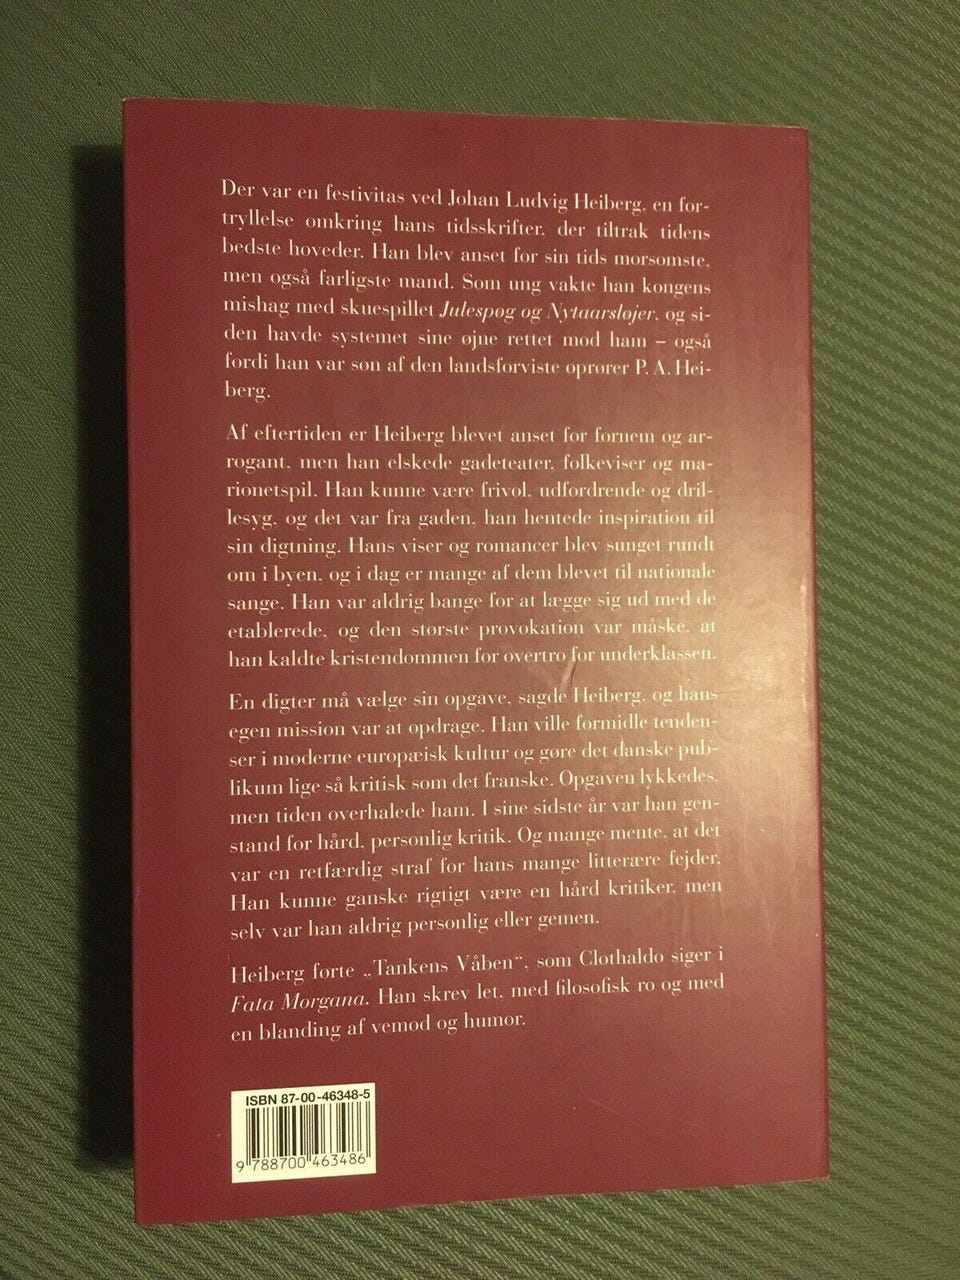 Der var en festivitas ved Johan Ludvig Heiberg, en for-
tryllelse omkring hans tidsskrifter, der tiltrak tidens
bedste hoveder. Han blev anset for sin tids morsomste,
men også farligste mand. Som ung vakte han kongens
mishag med skuespillet Julespøg og Nytaarsløjer, og si-
den havde systemet sine øjne rettet mod ham – også
fordi han var søn af den landsforviste oprører P. A. Hei-
berg.
Af eftertiden er Heiberg blevet anset for fornem og ar-
rogant, men han elskede gadeteater, folkeviser og ma-
rionetspil. Han kunne være frivol, udfordrende og dril-
lesyg, og det var fra gaden, han hentede inspiration til
sin digtning. Hans viser og romancer blev sunget rundt
om i byen, og i dag er mange af dem blevet til nationale
sange. Han var aldrig bange for at lægge sig ud med de
etablerede, og den største provokation var måske, at
han kaldte kristendommen for overtro for underklassen.
En digter må vælge sin opgave, sagde Heiberg, og hans
egen mission var at opdrage. Han ville formidle tenden-
ser i moderne europæisk kultur og gøre det danske pub-
likum lige så kritisk som det franske. Opgaven lykkedes,
men tiden overhalede ham. I sine sidste år var han gen-
stand for hård, personlig kritik. Og mange mente, at det
var en retfærdig straf for hans mange litterære fejder.
Han kunne ganske rigtigt være en hård kritiker, men
selv var han aldrig personlig eller gemen.
Heiberg førte „Tankens Våben“, som Clothaldo siger i
Fata Morgana. Han skrev let, med filosofisk ro og med
en blanding af vemod og humor.
ISBN 87-00-46348-5
9 788700 463486